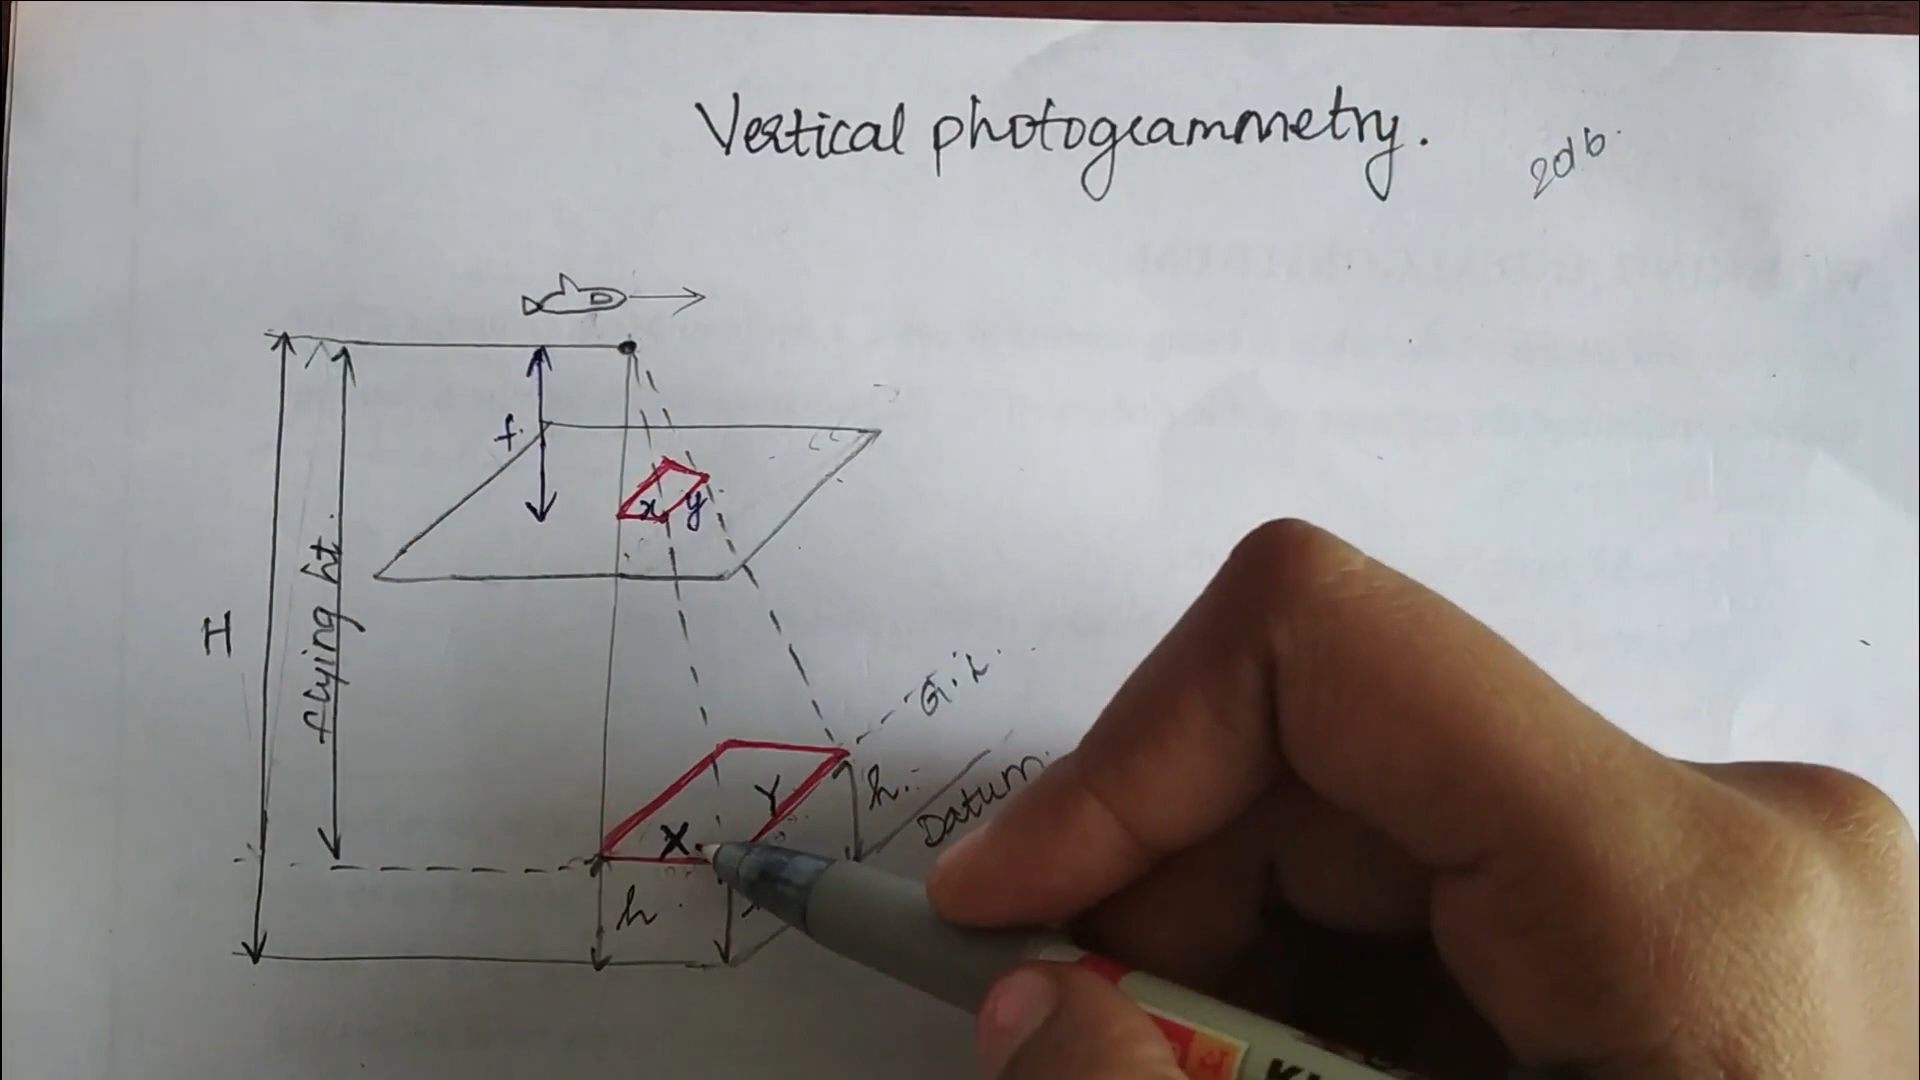 Vertical photogrammetry.
2db.
f.
x y
H
flying ht.
G.L.
Y
h.
Datum.
X
h